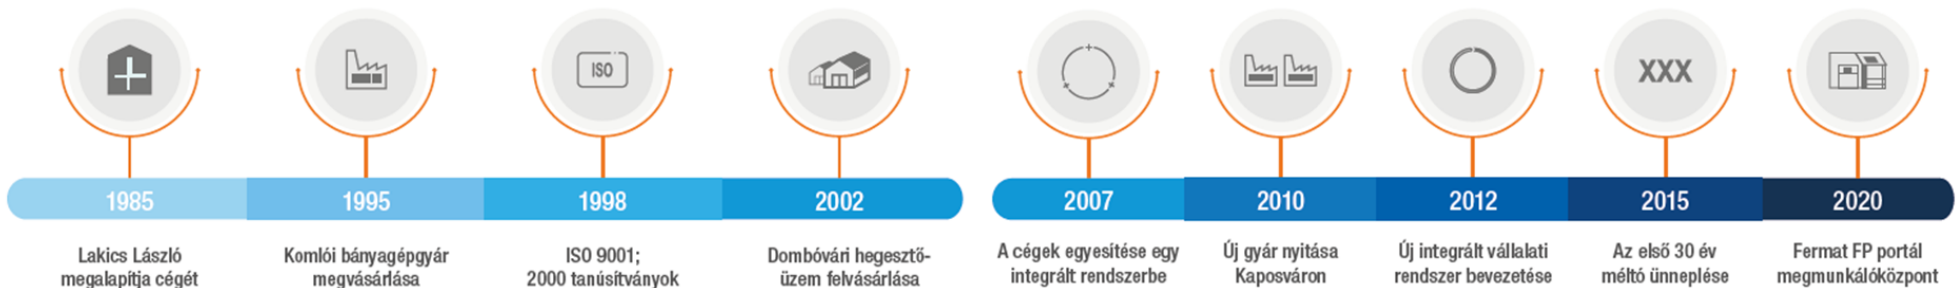 ISO
XXX
1985
1995
1998
2002
2007
2010
2012
2015
2020
Lakics László
megalapítja cégét
Komlói bányagépgyár
megvásárlása
ISO 9001;
2000 tanúsítványok
Dombóvári hegesztő-
üzem felvásárlása
A cégek egyesítése egy
integrált rendszerbe
Új gyár nyitása
Kaposváron
Új integrált vállalati
rendszer bevezetése
Az első 30 év
méltó ünneplése
Fermat FP portál
megmunkálóközpont